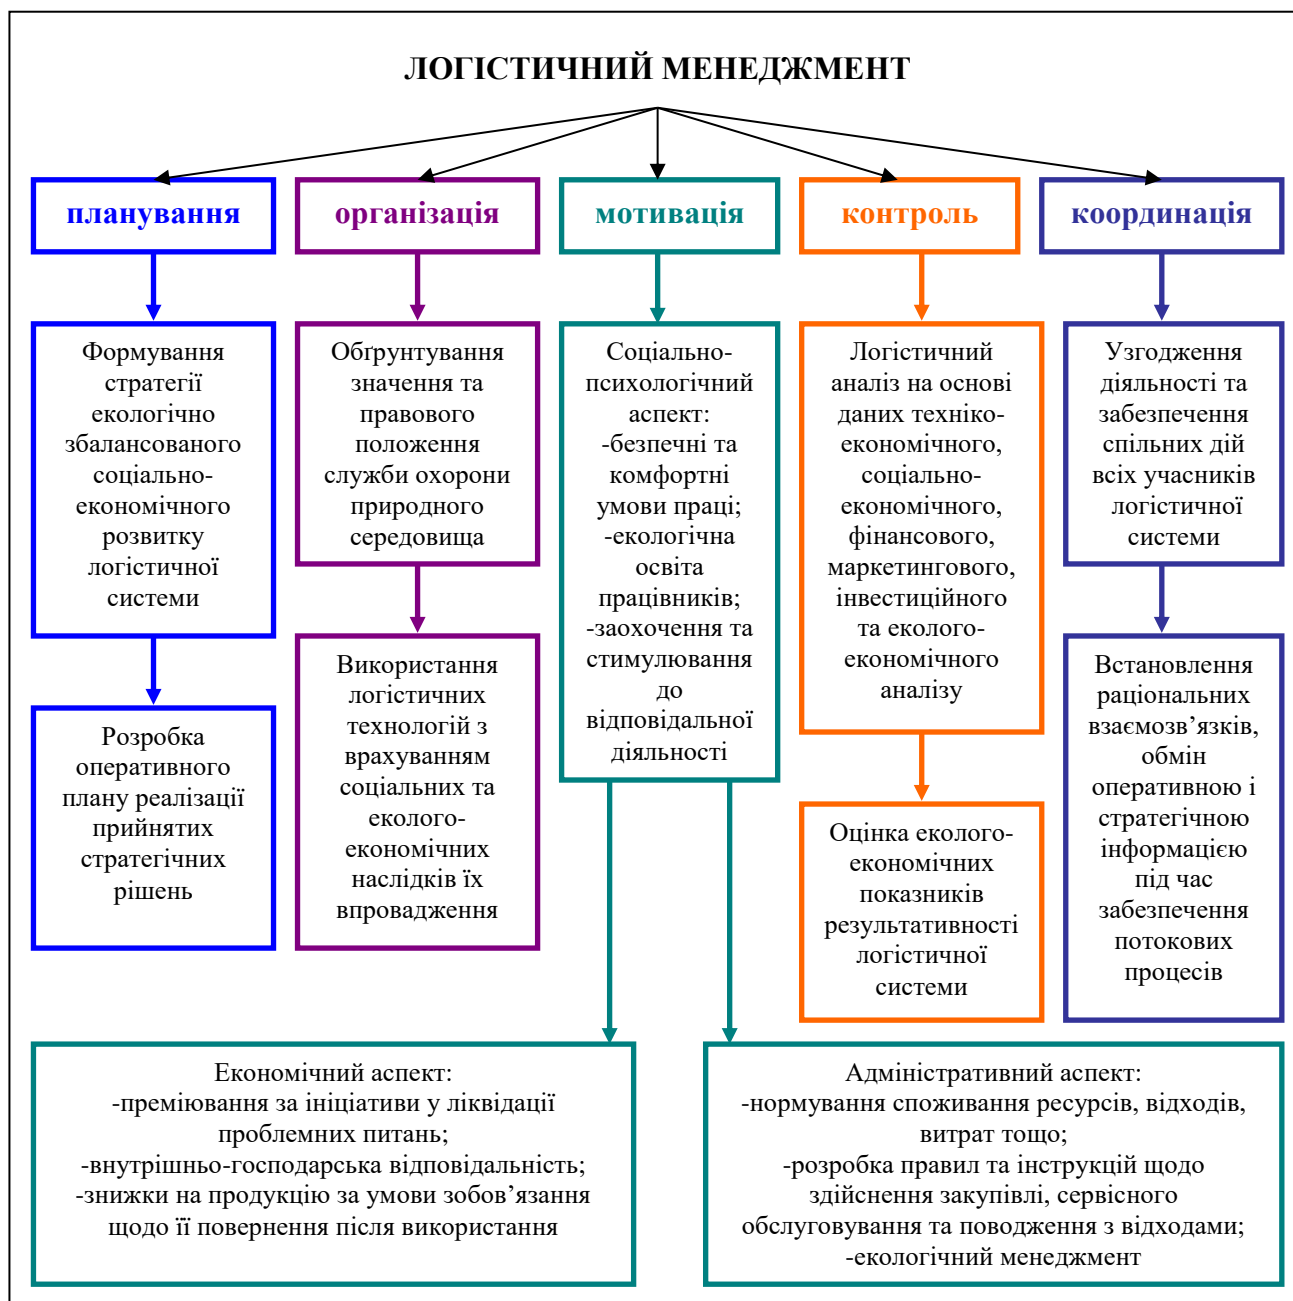 ЛОГІСТИЧНИЙ МЕНЕДЖМЕНТ
планування
організація
мотивація
контроль
координація
Формування
стратегії
екологічно
збалансованого
соціально-
економічного
розвитку
логістичної
системи
Розробка
оперативного
плану реалізації
прийнятих
стратегічних
рішень
Обґрунтування
значення та
правового
положення
служби охорони
природного
середовища
Використання
логістичних
технологій з
врахуванням
соціальних та
еколого-
економічних
наслідків їх
впровадження
Соціально-
психологічний
аспект:
-безпечні та
комфортні
умови праці;
-екологічна
освіта
працівників;
-заохочення та
стимулювання
до
відповідальної
діяльності
Логістичний
аналіз на основі
даних техніко-
економічного,
соціально-
економічного,
фінансового,
маркетингового,
інвестиційного
та еколого-
економічного
аналізу
Оцінка еколого-
економічних
показників
результативності
логістичної
системи
Узгодження
діяльності та
забезпечення
спільних дій
всіх учасників
логістичної
системи
Встановлення
раціональних
взаємозв’язків,
обмін
оперативною і
стратегічною
інформацією
під час
забезпечення
потокових
процесів
Економічний аспект:
-преміювання за ініціативи у ліквідації
проблемних питань;
-внутрішньо-господарська відповідальність;
-знижки на продукцію за умови зобов’язання
щодо її повернення після використання
Адміністративний аспект:
-нормування споживання ресурсів, відходів,
витрат тощо;
-розробка правил та інструкцій щодо
здійснення закупівлі, сервісного
обслуговування та поводження з відходами;
-екологічний менеджмент